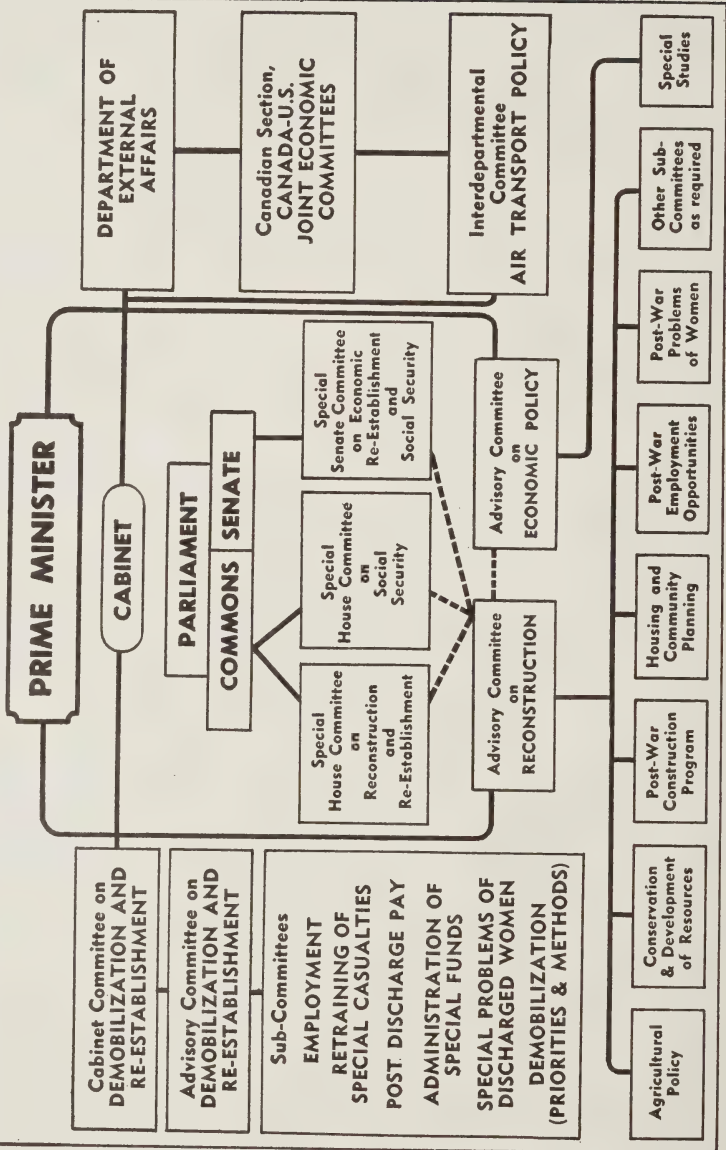 PRIME MINISTER
CABINET
DEPARTMENT OF
EXTERNAL
AFFAIRS
Canadian Section,
CANADA-U.S.
JOINT ECONOMIC
COMMITTEES
Interdepartmental
Committee
AIR TRANSPORT POLICY
PARLIAMENT
COMMONS
SENATE
Special
House Committee
on
Reconstruction
and
Re-Establishment
Special
House Committee
on
Social
Security
Special
Senate Committee
on Economic
Re-Establishment
and
Social Security
Advisory Committee
on
RECONSTRUCTION
Advisory Committee
on
ECONOMIC POLICY
Cabinet Committee on
DEMOBILIZATION AND
RE-ESTABLISHMENT
Advisory Committee on
DEMOBILIZATION AND
RE-ESTABLISHMENT
Sub-Committees
EMPLOYMENT
RETRAINING OF
SPECIAL CASUALTIES
POST DISCHARGE PAY
ADMINISTRATION OF
SPECIAL FUNDS
SPECIAL PROBLEMS OF
DISCHARGED WOMEN
DEMOBILIZATION
(PRIORITIES & METHODS)
Agricultural
Policy
Conservation
& Development
of Resources
Post-War
Construction
Program
Housing and
Community
Planning
Post-War
Employment
Opportunities
Post-War
Problems
of Women
Other Sub-
Committees
as required
Special
Studies